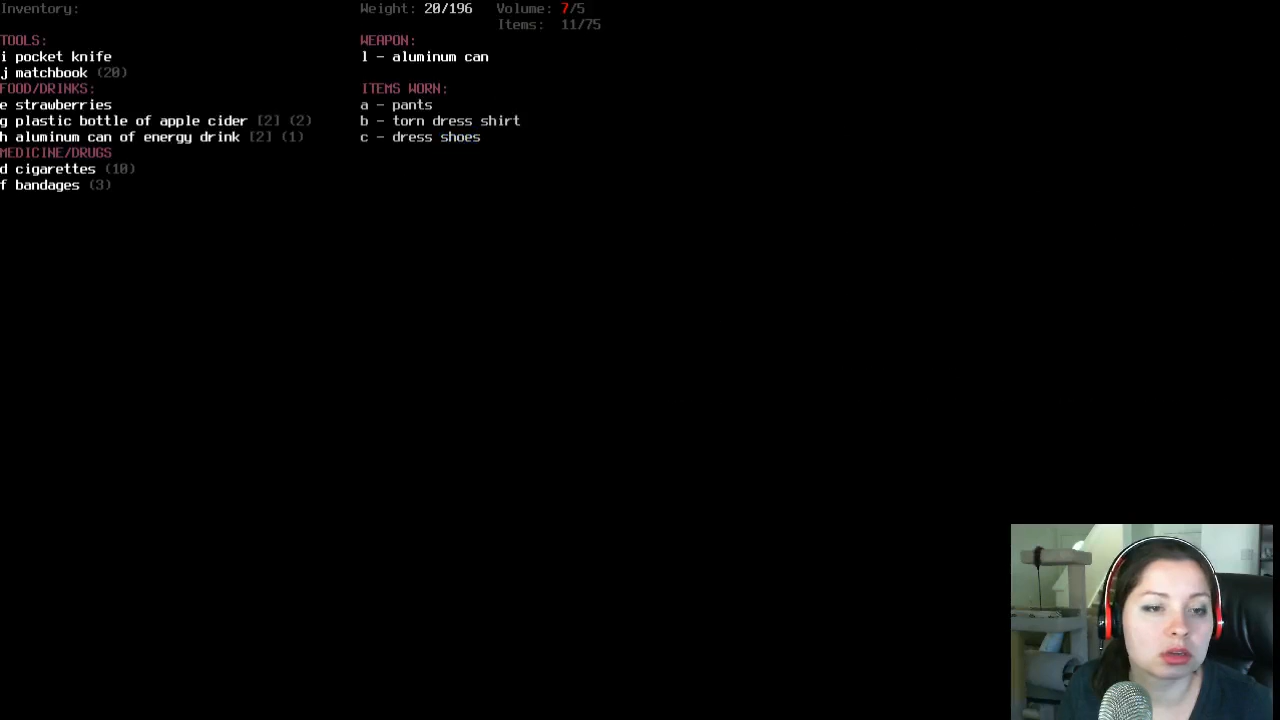 Inventory: Weight: 20/196 Volume: 7/5
Items: 11/75
TOOLS: WEAPON:
i pocket knife l - aluminum can
j matchbook (20)
FOOD/DRINKS: ITEMS WORN:
e strawberries a - pants
g plastic bottle of apple cider [2] (2) b - torn dress shirt
h aluminum can of energy drink [2] (1) c - dress shoes
MEDICINE/DRUGS
d cigarettes (10)
f bandages (3)